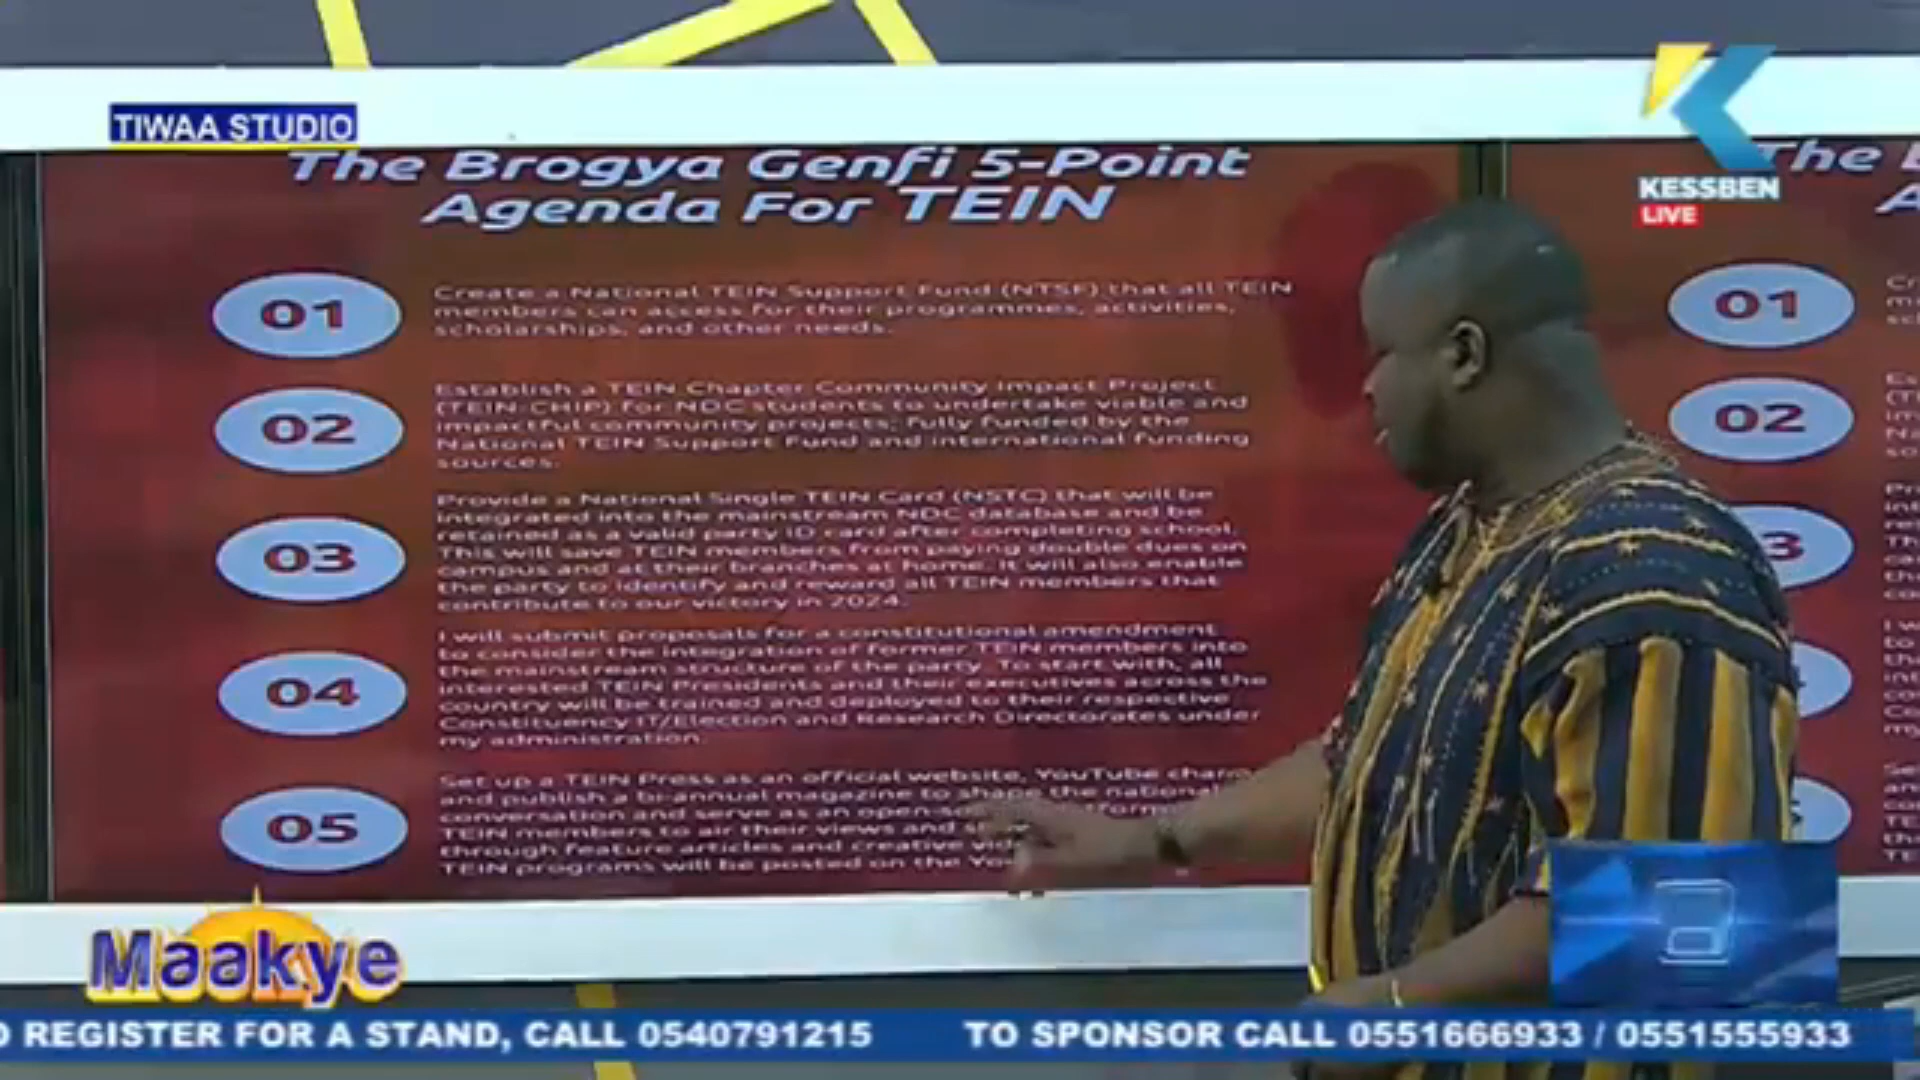 TIWAA STUDIO
KESSBEN
LIVE
The Brogya Genfi 5-Point
Agenda For TEIN
01
Create a National TEIN Support Fund (NTSF) that all TEIN
members can access for their programmes, activities,
scholarships, and other needs.
02
Establish a TEIN Chapter Community Impact Project
(TEIN-CHIP) for NDC students to undertake viable and
impactful community projects; fully funded by the
National TEIN Support Fund and international funding
sources.
03
Provide a National Single TEIN Card (NSTC) that will be
integrated into the mainstream NDC database and be
retained as a valid party ID card after completing school.
This will save TEIN members from paying double dues on
campus and at their branches at home. It will also enable
the party to identify and reward all TEIN members that
contribute to our victory in 2024.
04
I will submit proposals for a constitutional amendment
to consider the integration of former TEIN members into
the mainstream structure of the party. To start with, all
interested TEIN Presidents and their executives across the
country will be trained and deployed to their respective
Constituency IT/Election and Research Directorates under
my administration.
05
Set up a TEIN Press as an official website, YouTube
and publish a bi-annual magazine to shape the national
conversation and serve as an
TEIN members to air their views and
through feature articles and creative
TEIN programs will be posted on the
The
01
02
Maakye
REGISTER FOR A STAND, CALL 0540791215 TO SPONSOR CALL 0551666933 / 0551555933